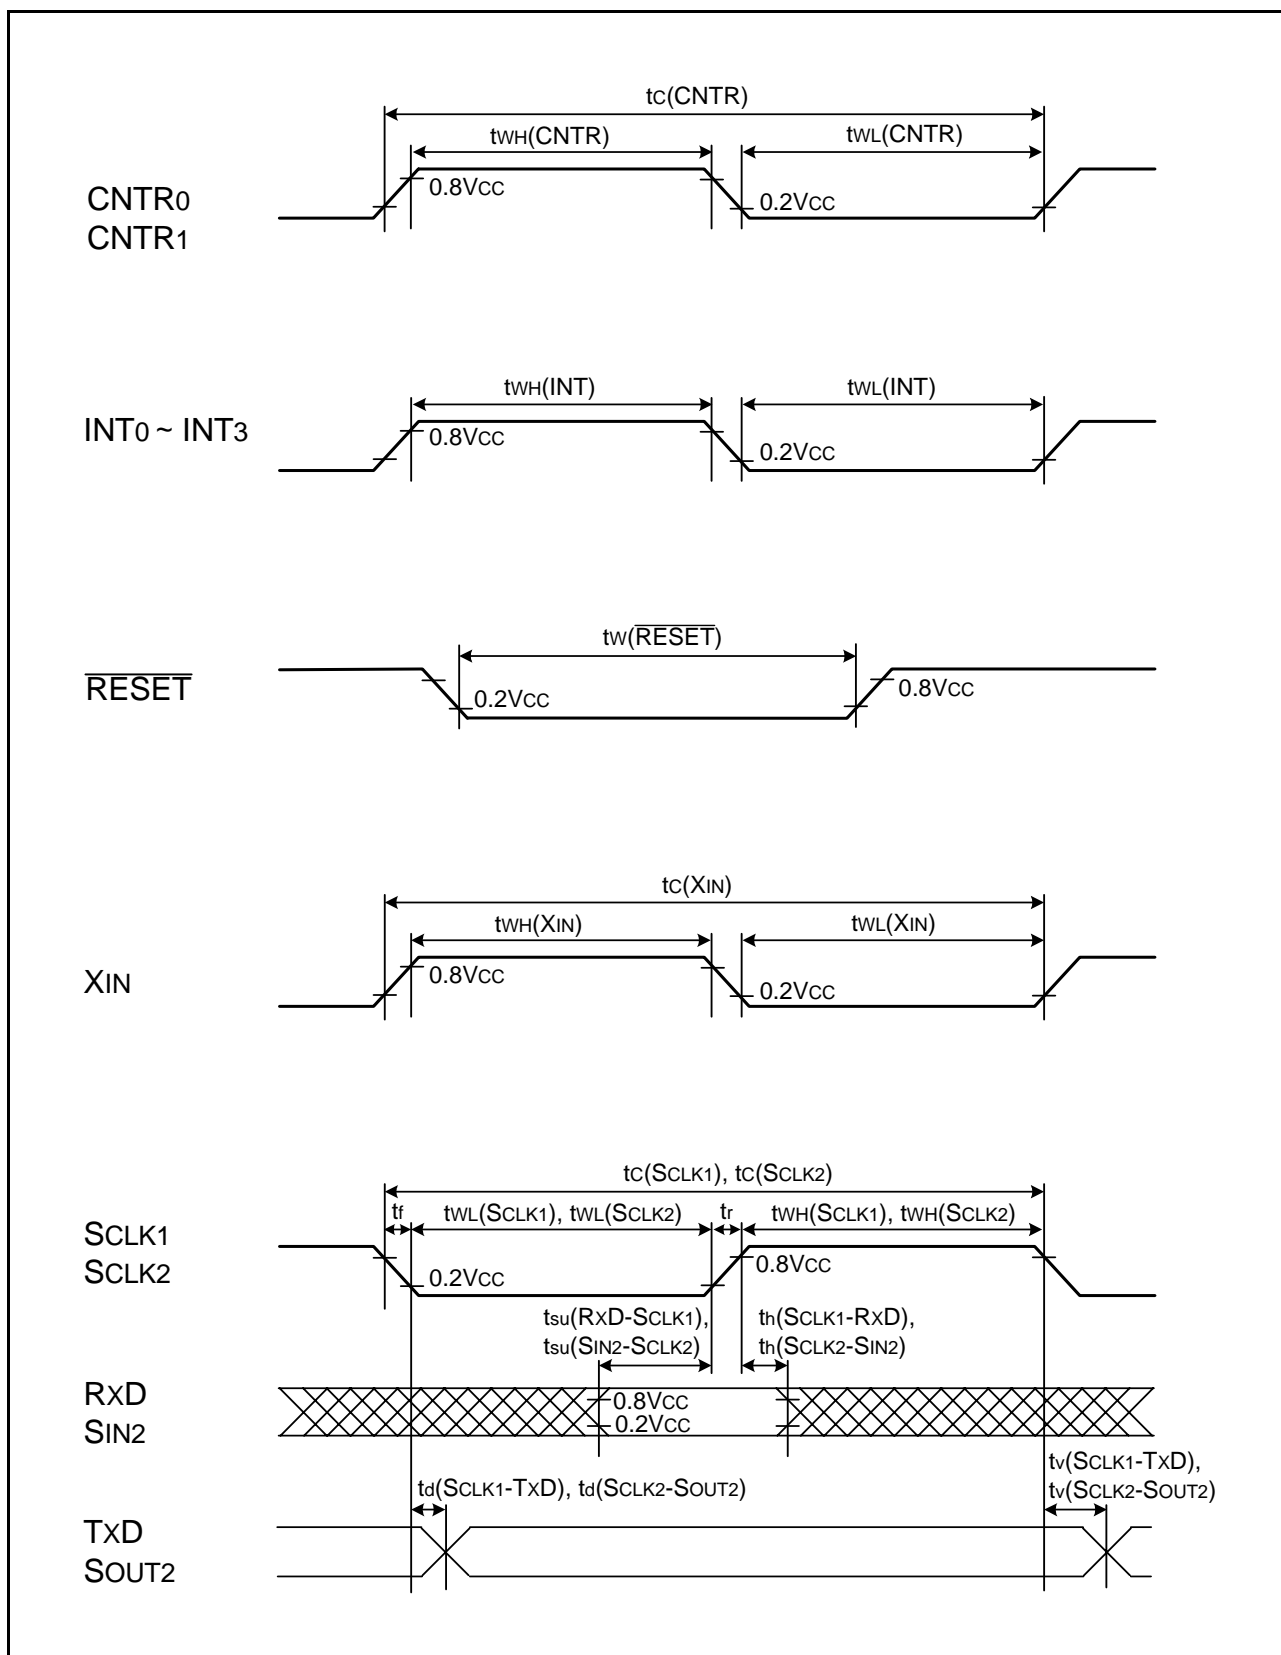 tC(CNTR)
tWH(CNTR) tWL(CNTR)
CNTR0
CNTR1
0.8VCC 0.2VCC
tWH(INT) tWL(INT)
INT0 ~ INT3
0.8VCC 0.2VCC
tW(RESET)
RESET
0.2VCC 0.8VCC
tC(XIN)
tWH(XIN) tWL(XIN)
XIN
0.8VCC 0.2VCC
tC(SCLK1), tC(SCLK2)
tf tWL(SCLK1), tWL(SCLK2) tr tWH(SCLK1), tWH(SCLK2)
SCLK1
SCLK2
0.2VCC 0.8VCC
tsu(RXD-SCLK1), th(SCLK1-RXD),
tsu(SIN2-SCLK2) th(SCLK2-SIN2)
RXD
SIN2
0.8VCC
0.2VCC
td(SCLK1-TXD), td(SCLK2-SOUT2)
tv(SCLK1-TXD),
tv(SCLK2-SOUT2)
TXD
SOUT2